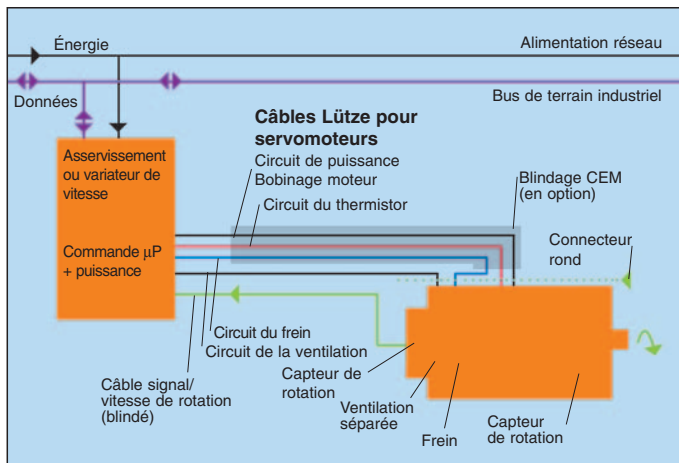 Énergie
Alimentation réseau
Données
Bus de terrain industriel
Câbles Lütze pour
servomoteurs
Asservissement
ou variateur de
vitesse
Circuit de puissance
Bobinage moteur
Circuit du thermistor
Blindage CEM
(en option)
Commande µP
+ puissance
Connecteur
rond
Circuit du frein
Circuit de la ventilation
Câble signal/
vitesse de rotation
(blindé)
Capteur de
rotation
Ventilation
séparée
Frein
Capteur
de rotation